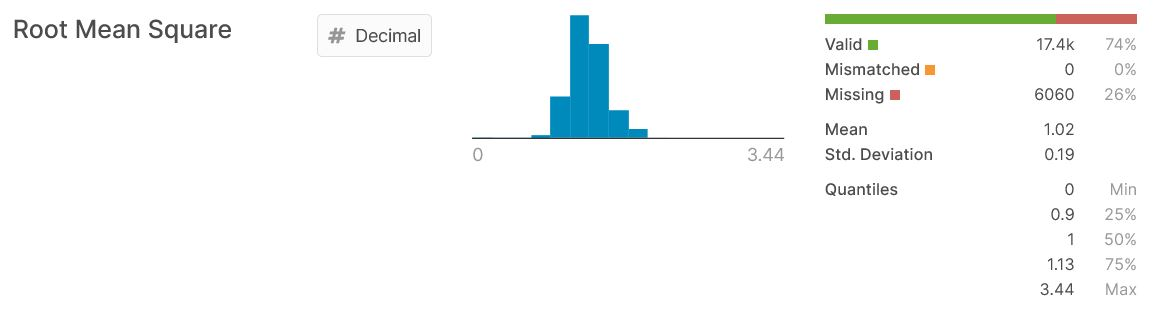 Root Mean Square
# Decimal
0 3.44
Valid 17.4k 74%
Mismatched 0 0%
Missing 6060 26%
Mean 1.02
Std. Deviation 0.19
Quantiles 0 Min
0.9 25%
1 50%
1.13 75%
3.44 Max